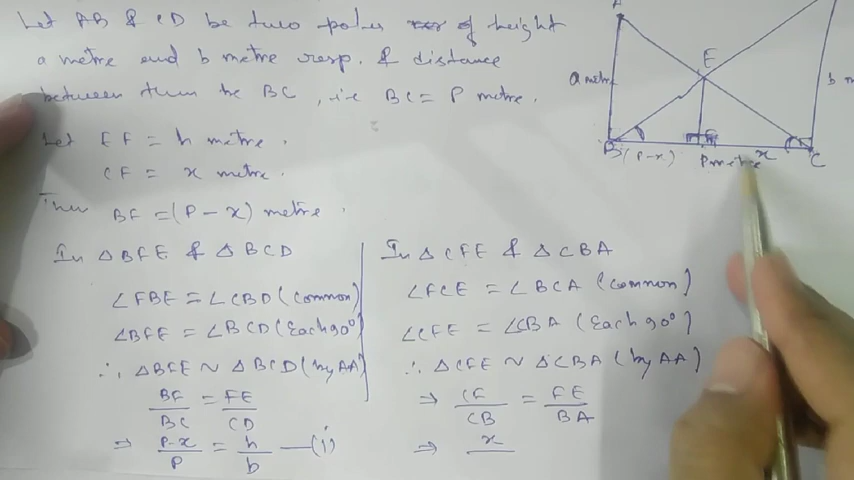 Let AB & CD be two poles of height
a metre and b metre resp. & distance
between them be BC, i.e BC = P metre.
Let EF = h metre.
CF = x metre.
Then BF = (P-x) metre.
In △BFE & △BCD
∠FBE = ∠CBD (common)
∠BFE = ∠BCD (Each 90°)
∴ △BFE ~ △BCD (by AA)
BF/BC = FE/CD
⇒ P-x/P = h/b —(i)
In △CFE & △CBA
∠FCE = ∠BCA (common)
∠CFE = ∠CBA (Each 90°)
∴ △CFE ~ △CBA (by AA)
⇒ CF/CB = FE/BA
⇒ x
A
E
a metre
b m
B F C
(P-x) P metre x